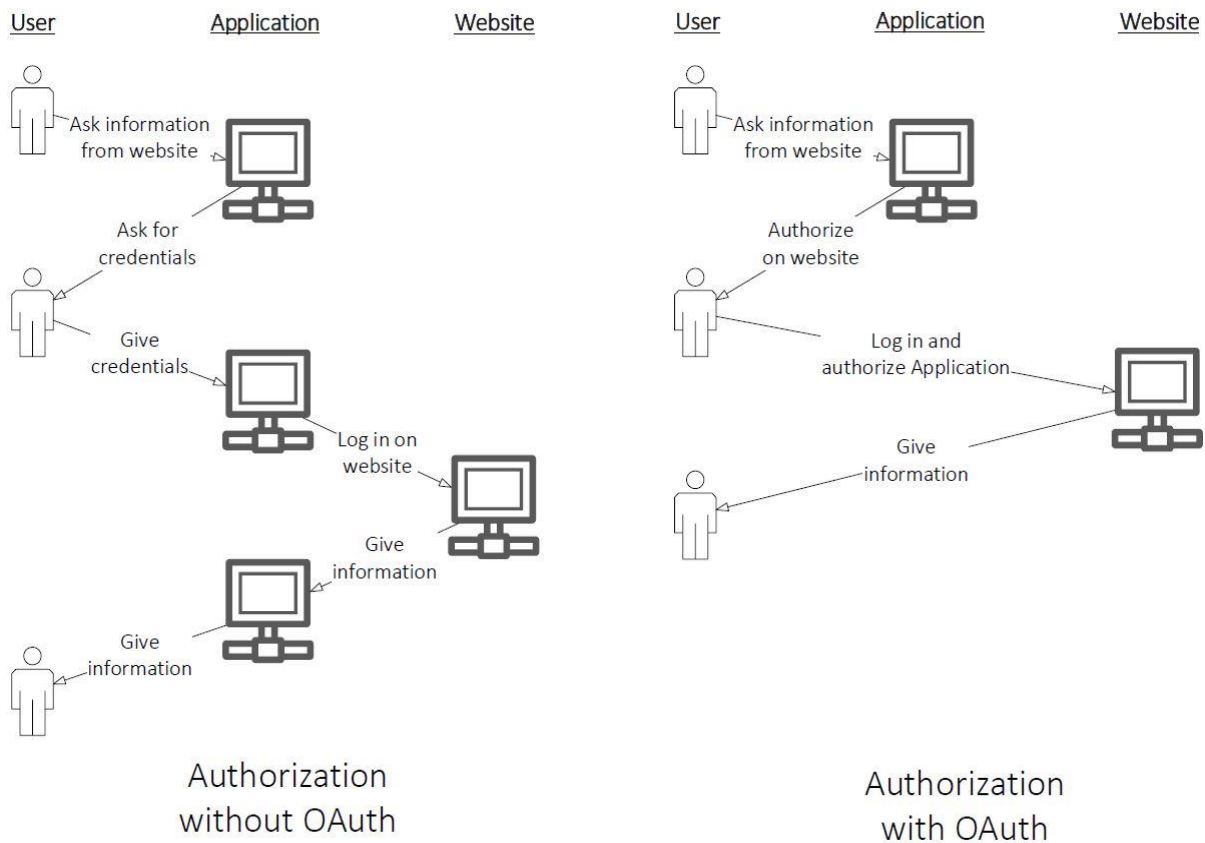 User Application Website
Ask information
from website
Ask for
credentials
Give
credentials
Log in on
website
Give
information
Give
information
Authorization
without OAuth
User Application Website
Ask information
from website
Authorize
on website
Log in and
authorize Application
Give
information
Authorization
with OAuth